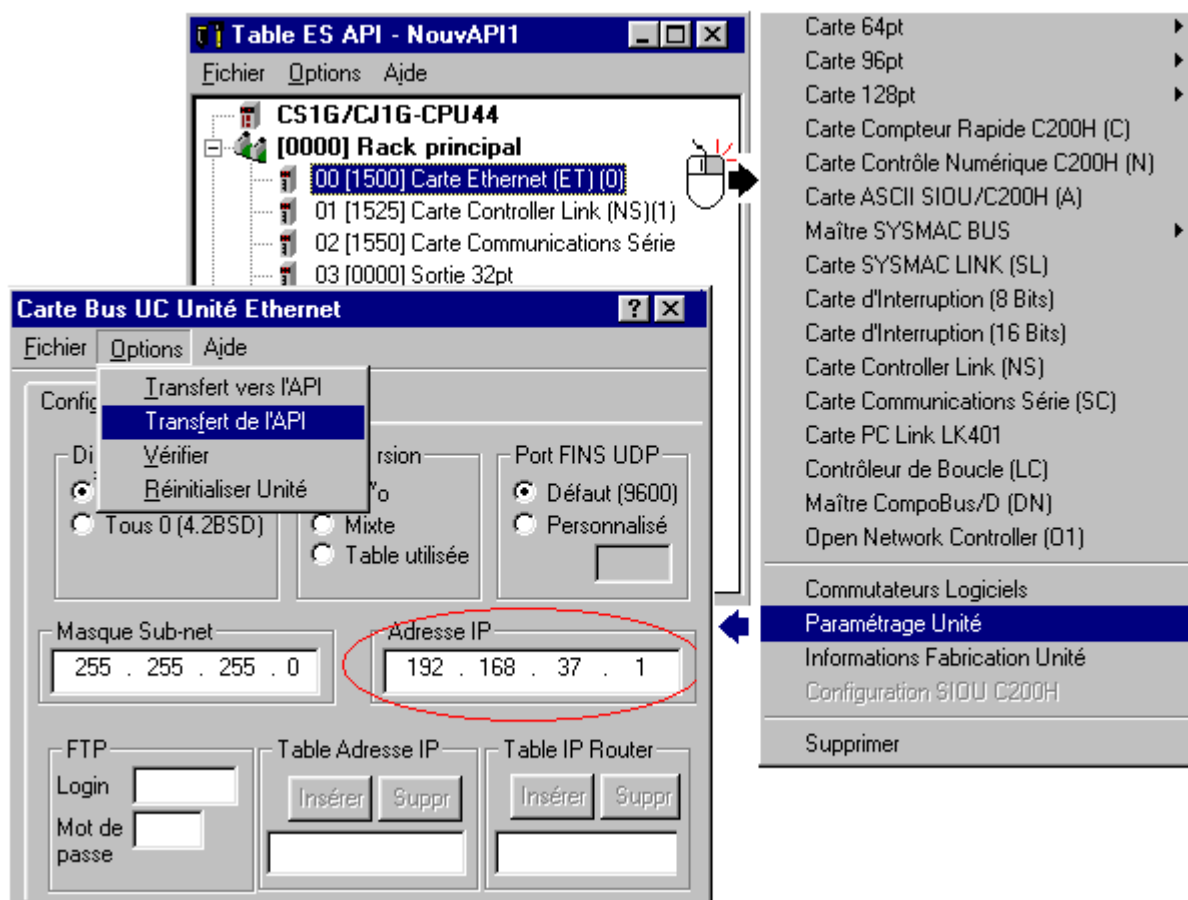 Table ES API - NouvAPI1
Fichier Options Aide
CS1G/CJ1G-CPU44
[0000] Rack principal
00 [1500] Carte Ethernet (ET) (0)
01 [1525] Carte Controller Link (NS)(1)
02 [1550] Carte Communications Série
03 [0000] Sortie 32pt
Carte 64pt
Carte 96pt
Carte 128pt
Carte Compteur Rapide C200H (C)
Carte Contrôle Numérique C200H (N)
Carte ASCII SIOU/C200H (A)
Maître SYSMAC BUS
Carte SYSMAC LINK (SL)
Carte d'Interruption (8 Bits)
Carte d'Interruption (16 Bits)
Carte Controller Link (NS)
Carte Communications Série (SC)
Carte PC Link LK401
Contrôleur de Boucle (LC)
Maître CompoBus/D (DN)
Open Network Controller (O1)
Commutateurs Logiciels
Paramétrage Unité
Informations Fabrication Unité
Configuration SIOU C200H
Supprimer
Carte Bus UC Unité Ethernet
Fichier Options Aide
Transfert vers l'API
Transfert de l'API
Vérifier
Réinitialiser Unité
Config
Di
Tous 0 (4.2BSD)
rsion
Mixte
Table utilisée
Port FINS UDP
Défaut (9600)
Personnalisé
Masque Sub-net
255 . 255 . 255 . 0
Adresse IP
192 . 168 . 37 . 1
FTP
Login
Mot de
passe
Table Adresse IP
Insérer Suppr
Table IP Router
Insérer Suppr